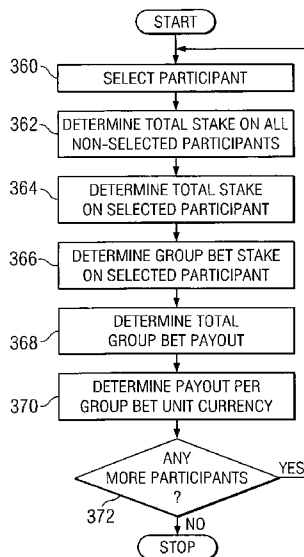 START
360
SELECT PARTICIPANT
362
DETERMINE TOTAL STAKE ON ALL
NON-SELECTED PARTICIPANTS
364
DETERMINE TOTAL STAKE
ON SELECTED PARTICIPANT
366
DETERMINE GROUP BET STAKE
ON SELECTED PARTICIPANT
368
DETERMINE TOTAL
GROUP BET PAYOUT
370
DETERMINE PAYOUT PER
GROUP BET UNIT CURRENCY
ANY
MORE PARTICIPANTS
?
YES
372
NO
STOP